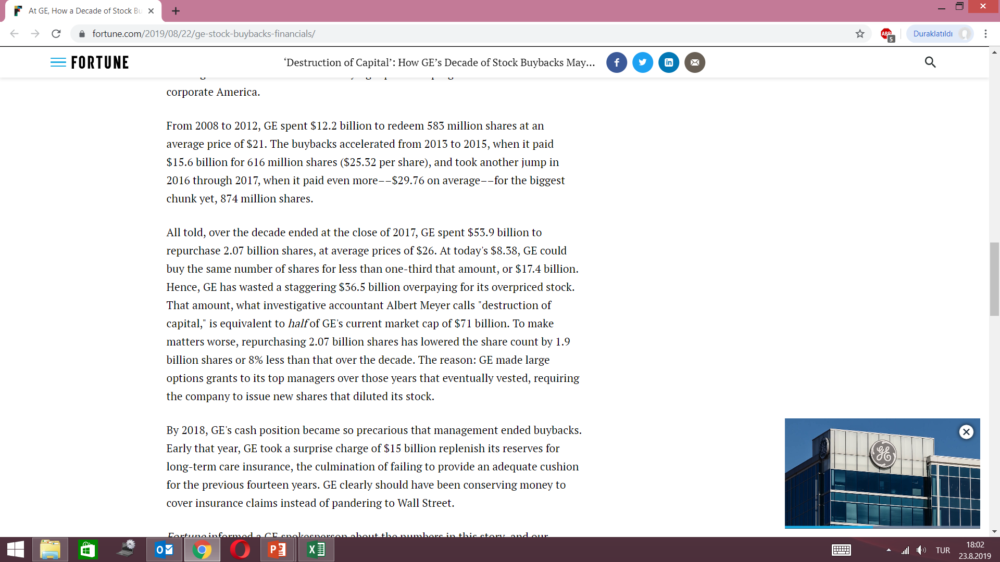 At GE, How a Decade of Stock Bu
fortune.com/2019/08/22/ge-stock-buybacks-financials/
ABP
5
Duraklatıldı
FORTUNE
‘Destruction of Capital’: How GE’s Decade of Stock Buybacks May...
corporate America.
From 2008 to 2012, GE spent $12.2 billion to redeem 583 million shares at an
average price of $21. The buybacks accelerated from 2013 to 2015, when it paid
$15.6 billion for 616 million shares ($25.32 per share), and took another jump in
2016 through 2017, when it paid even more––$29.76 on average––for the biggest
chunk yet, 874 million shares.
All told, over the decade ended at the close of 2017, GE spent $53.9 billion to
repurchase 2.07 billion shares, at average prices of $26. At today's $8.38, GE could
buy the same number of shares for less than one-third that amount, or $17.4 billion.
Hence, GE has wasted a staggering $36.5 billion overpaying for its overpriced stock.
That amount, what investigative accountant Albert Meyer calls "destruction of
capital," is equivalent to half of GE's current market cap of $71 billion. To make
matters worse, repurchasing 2.07 billion shares has lowered the share count by 1.9
billion shares or 8% less than that over the decade. The reason: GE made large
options grants to its top managers over those years that eventually vested, requiring
the company to issue new shares that diluted its stock.
By 2018, GE's cash position became so precarious that management ended buybacks.
Early that year, GE took a surprise charge of $15 billion replenish its reserves for
long-term care insurance, the culmination of failing to provide an adequate cushion
for the previous fourteen years. GE clearly should have been conserving money to
cover insurance claims instead of pandering to Wall Street.
Fortune informed a GE spokesperson about the numbers in this story, and our
GE
TUR
18:02
23.8.2019